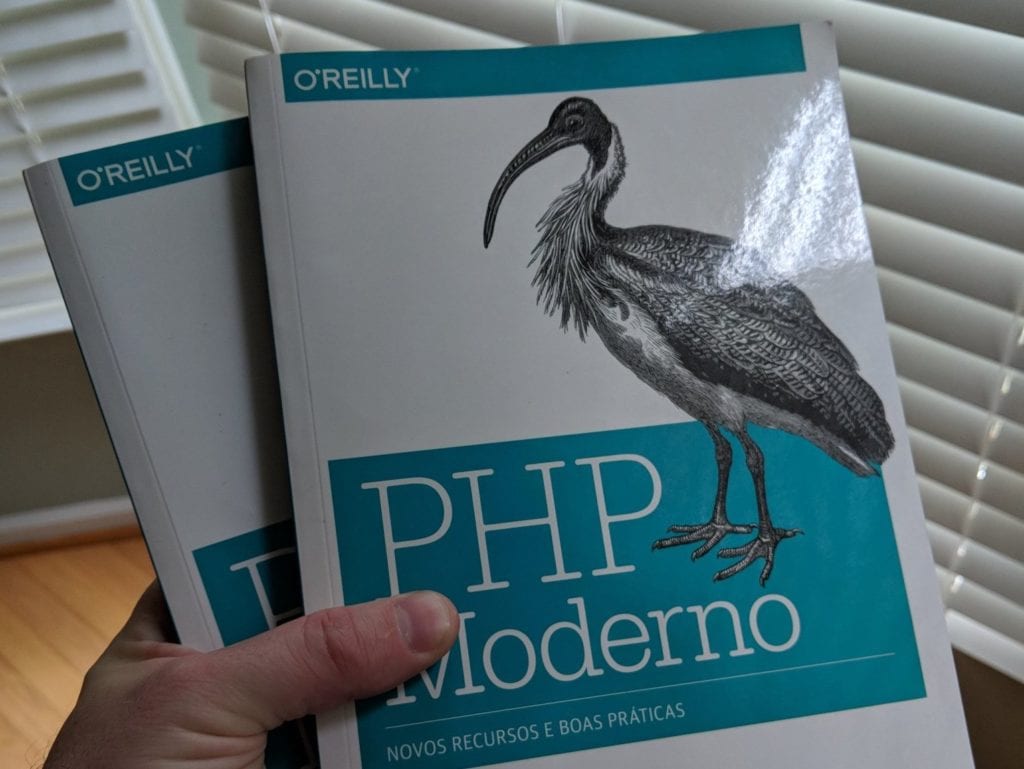 O'REILLY®
O'REILLY®
PHP
Moderno
NOVOS RECURSOS E BOAS PRÁTICAS